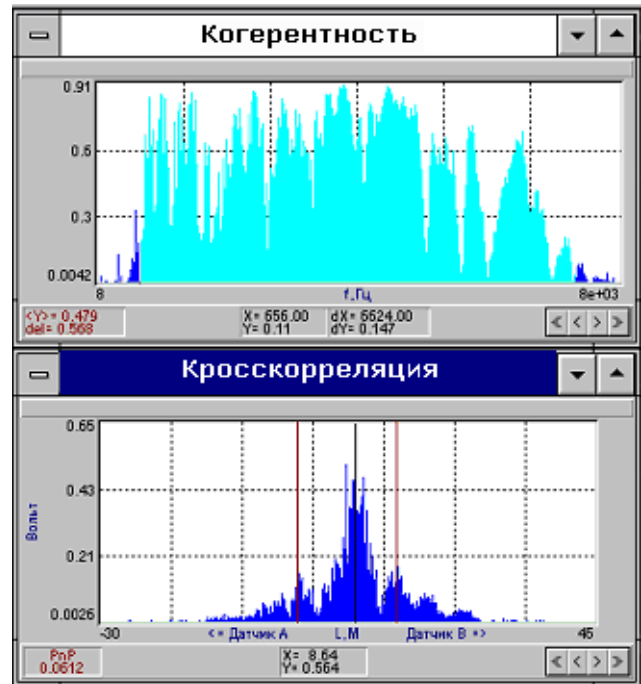 Когерентность
0.91
0.5
0.3
0.0042
8 f,Гц 8e+03
<Y>= 0.479 X= 656.00 dX= 6624.00
del= 0.568 Y= 0.11 dY= 0.147
Кросскорреляция
0.65
0.43
Вольт
0.21
0.0026
-30 <= Датчик A L,M Датчик B => 45
PnP X= 8.64
0.0612 Y= 0.564